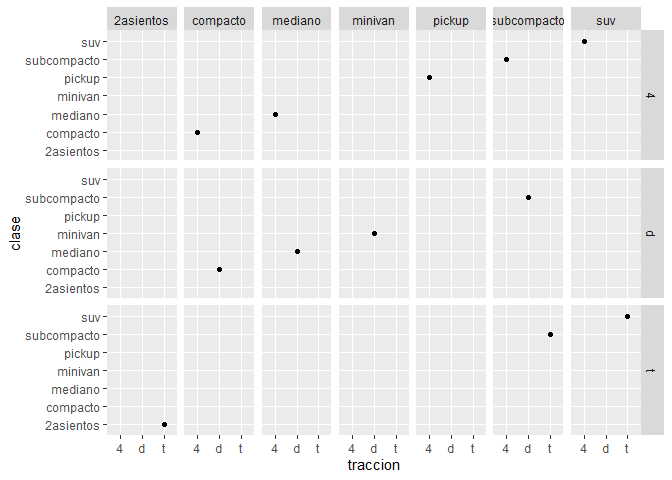 2asientos compacto mediano minivan pickup subcompacto suv
suv
subcompacto
pickup
minivan
mediano
compacto
2asientos
4
suv
subcompacto
pickup
minivan
mediano
compacto
2asientos
d
suv
subcompacto
pickup
minivan
mediano
compacto
2asientos
t
4 d t 4 d t 4 d t 4 d t 4 d t 4 d t 4 d t
traccion
clase